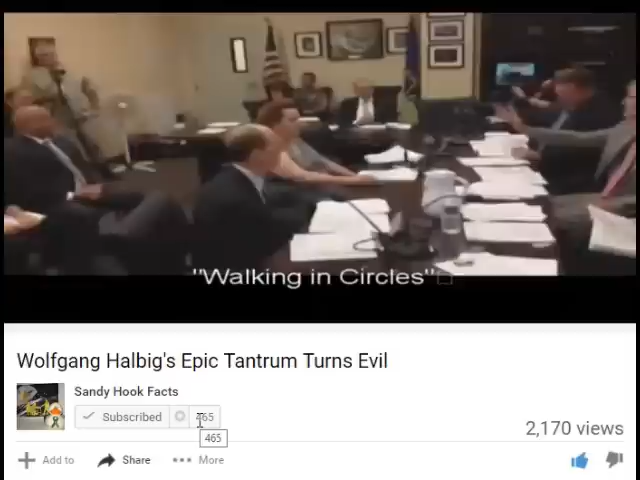 "Walking in Circles"
Wolfgang Halbig's Epic Tantrum Turns Evil
Sandy Hook Facts
Subscribed 465
465
2,170 views
Add to Share More